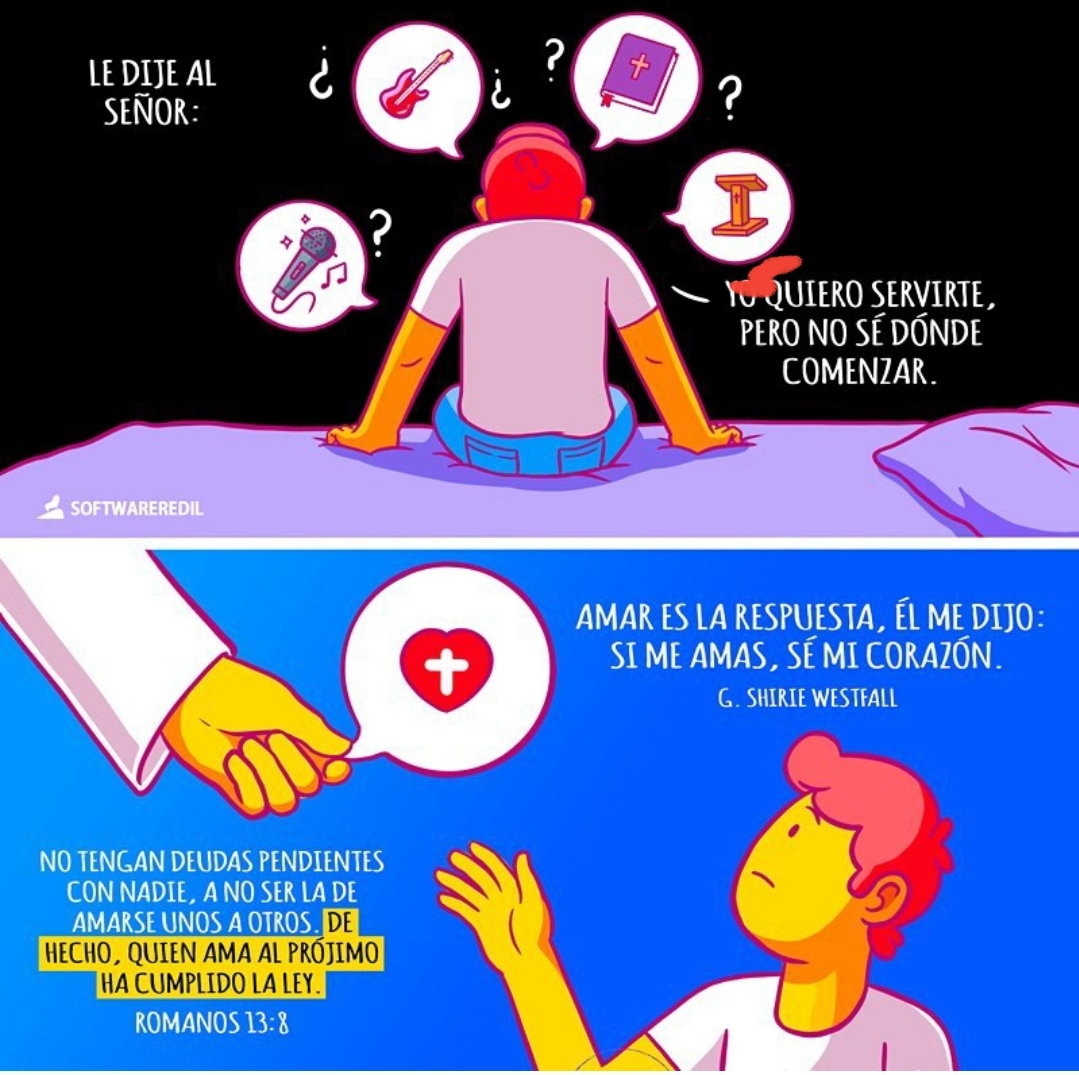 LE DIJE AL
SEÑOR:
¿
¿
?
?
?
YO QUIERO SERVIRTE,
PERO NO SÉ DÓNDE
COMENZAR.
SOFTWAREREDIL
AMAR ES LA RESPUESTA, ÉL ME DIJO:
SI ME AMAS, SÉ MI CORAZÓN.
G. SHIRIE WESTFALL
NO TENGAN DEUDAS PENDIENTES
CON NADIE, A NO SER LA DE
AMARSE UNOS A OTROS. DE
HECHO, QUIEN AMA AL PRÓJIMO
HA CUMPLIDO LA LEY.
ROMANOS 13:8